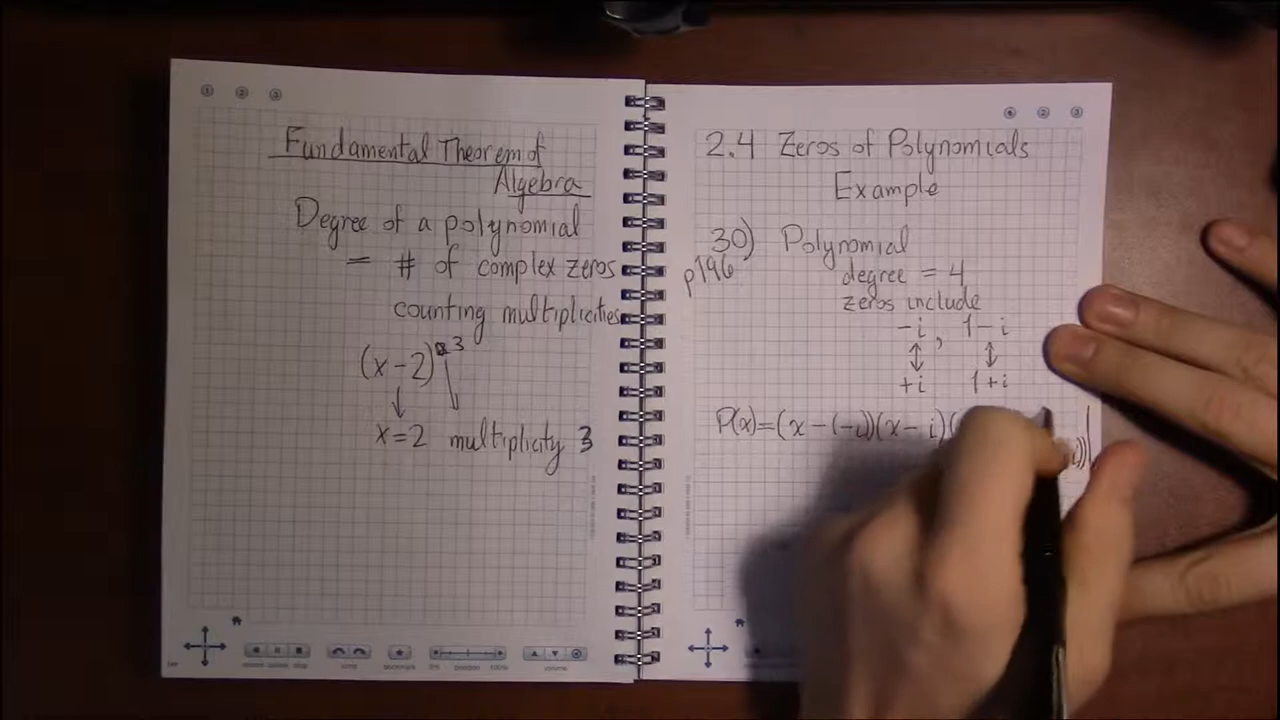 Fundamental Theorem of
Algebra
Degree of a polynomial
= # of complex zeros
counting multiplicities
(x-2)³
x=2 multiplicity 3
2.4 Zeros of Polynomials
Example
30) Polynomial
p196
degree = 4
zeros include
-i, 1-i
+i 1+i
P(x)=(x-(-i))(x-i)(
i))
volume